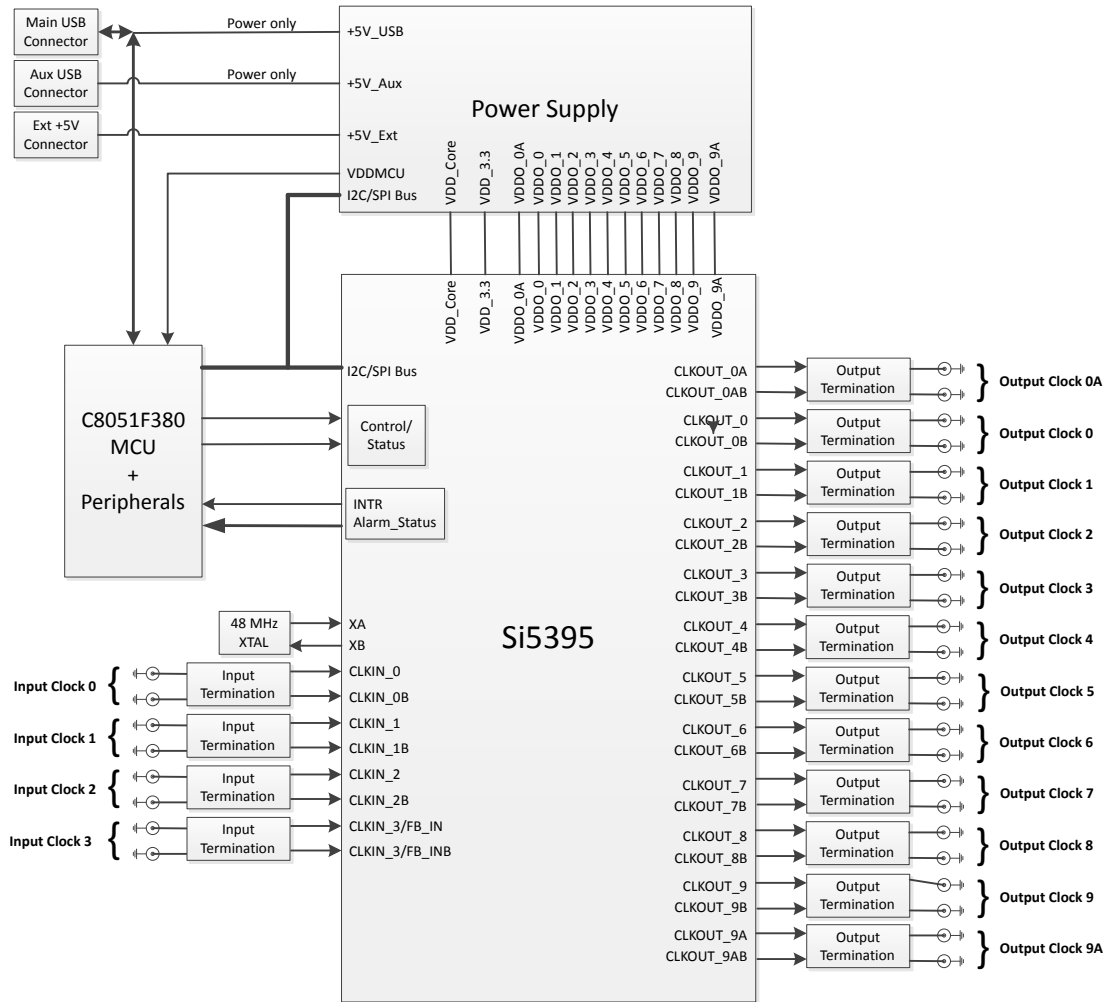 Main USB
Connector
Power only
+5V_USB
Aux USB
Connector
Power only
+5V_Aux
Ext +5V
Connector
+5V_Ext
Power Supply
VDDMCU
I2C/SPI Bus
VDD_Core
VDD_3.3
VDDO_0A
VDDO_0
VDDO_1
VDDO_2
VDDO_3
VDDO_4
VDDO_5
VDDO_6
VDDO_7
VDDO_8
VDDO_9
VDDO_9A
VDD_Core
VDD_3.3
VDDO_0A
VDDO_0
VDDO_1
VDDO_2
VDDO_3
VDDO_4
VDDO_5
VDDO_6
VDDO_7
VDDO_8
VDDO_9
VDDO_9A
C8051F380
MCU
+
Peripherals
I2C/SPI Bus
Control/
Status
INTR
Alarm_Status
48 MHz
XTAL
XA
XB
Si5395
Input Clock 0
Input
Termination
CLKIN_0
CLKIN_0B
Input Clock 1
Input
Termination
CLKIN_1
CLKIN_1B
Input Clock 2
Input
Termination
CLKIN_2
CLKIN_2B
Input Clock 3
Input
Termination
CLKIN_3/FB_IN
CLKIN_3/FB_INB
CLKOUT_0A
CLKOUT_0AB
Output
Termination
Output Clock 0A
CLKOUT_0
CLKOUT_0B
Output
Termination
Output Clock 0
CLKOUT_1
CLKOUT_1B
Output
Termination
Output Clock 1
CLKOUT_2
CLKOUT_2B
Output
Termination
Output Clock 2
CLKOUT_3
CLKOUT_3B
Output
Termination
Output Clock 3
CLKOUT_4
CLKOUT_4B
Output
Termination
Output Clock 4
CLKOUT_5
CLKOUT_5B
Output
Termination
Output Clock 5
CLKOUT_6
CLKOUT_6B
Output
Termination
Output Clock 6
CLKOUT_7
CLKOUT_7B
Output
Termination
Output Clock 7
CLKOUT_8
CLKOUT_8B
Output
Termination
Output Clock 8
CLKOUT_9
CLKOUT_9B
Output
Termination
Output Clock 9
CLKOUT_9A
CLKOUT_9AB
Output
Termination
Output Clock 9A